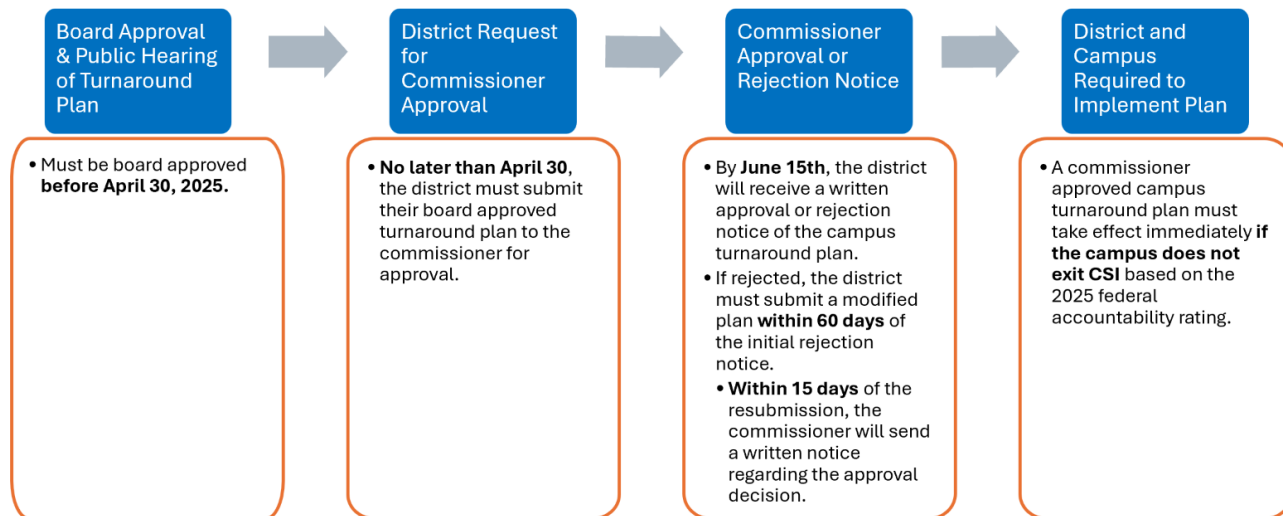 Board Approval
& Public Hearing
of Turnaround
Plan
• Must be board approved
before April 30, 2025.
District Request
for
Commissioner
Approval
• No later than April 30,
the district must submit
their board approved
turnaround plan to the
commissioner for
approval.
Commissioner
Approval or
Rejection Notice
• By June 15th, the district
will receive a written
approval or rejection
notice of the campus
turnaround plan.
• If rejected, the district
must submit a modified
plan within 60 days of
the initial rejection
notice.
• Within 15 days of the
resubmission, the
commissioner will send
a written notice
regarding the approval
decision.
District and
Campus
Required to
Implement Plan
• A commissioner
approved campus
turnaround plan must
take effect immediately if
the campus does not
exit CSI based on the
2025 federal
accountability rating.